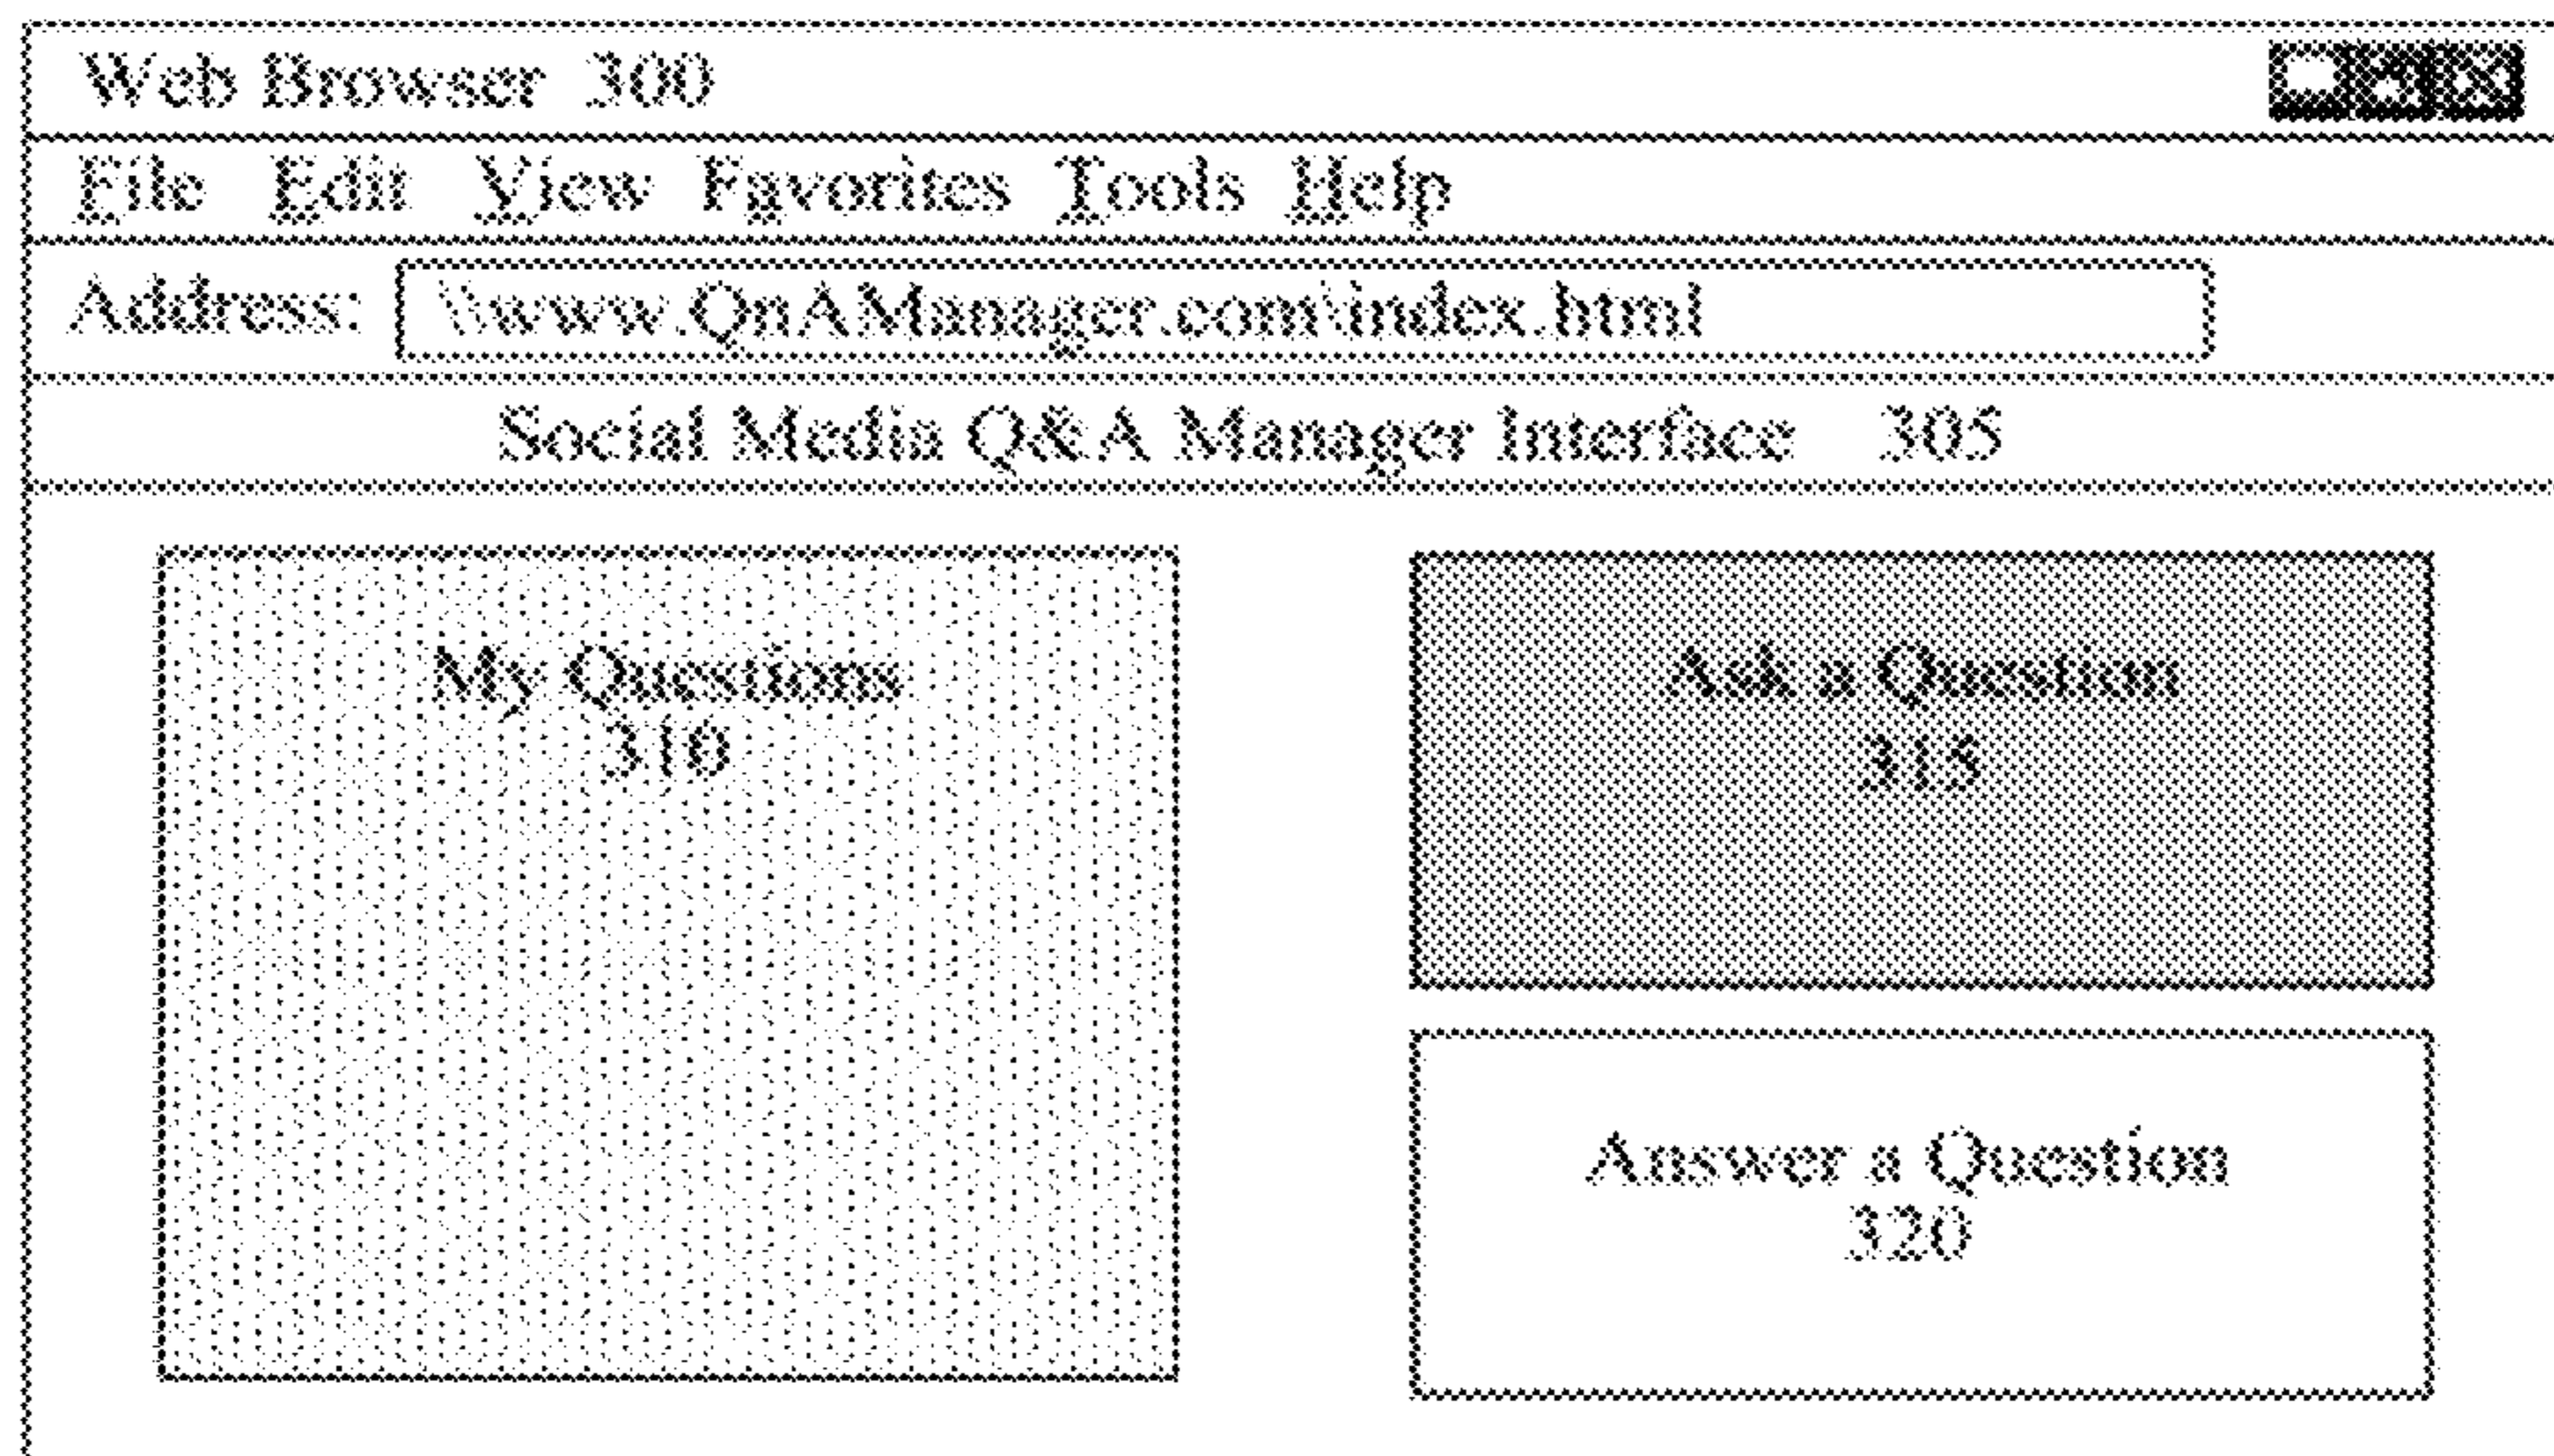 Web Browser 300
File Edit View Favorites Tools Help
Address: \\www.QnAManager.com\index.html
Social Media Q&A Manager Interface 305
My Questions
310
Ask a Question
315
Answer a Question
320